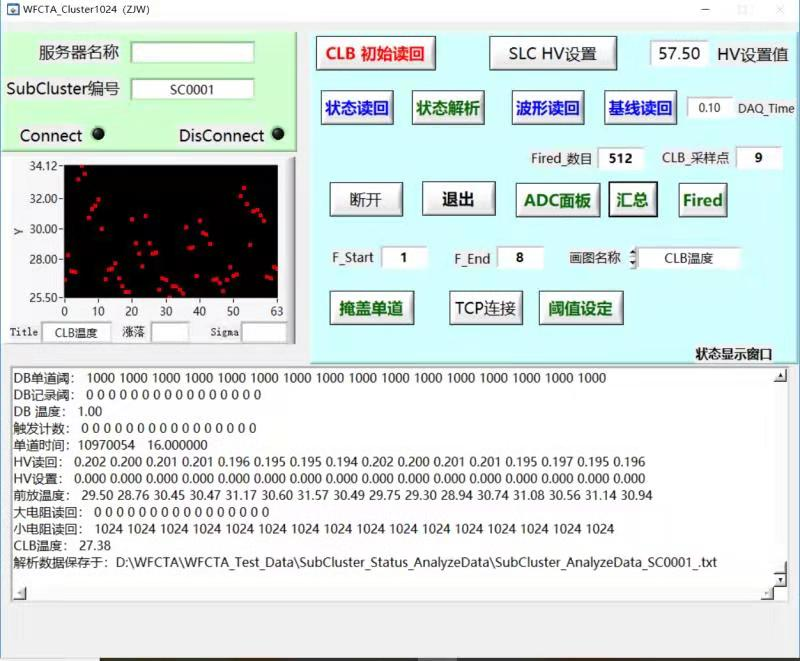 WFCTA_Cluster1024（ZJW）
服务器名称
SubCluster编号 SC0001
Connect DisConnect
CLB 初始读回 SLC HV设置 57.50 HV设置值
状态读回 状态解析 波形读回 基线读回 0.10 DAQ_Time
Fired_数目 512 CLB_采样点 9
断开 退出 ADC面板 汇总 Fired
F_Start 1 F_End 8 画图名称 CLB温度
掩盖单道 TCP连接 阈值设定
状态显示窗口
34.12
32.00
30.00
28.00
25.50
Y
0 10 20 30 40 50 63
Title CLB温度 涨落 Sigma
DB单道阈： 1000 1000 1000 1000 1000 1000 1000 1000 1000 1000 1000 1000 1000 1000 1000 1000
DB记录阈： 0 0 0 0 0 0 0 0 0 0 0 0 0 0 0 0
DB 温度： 1.00
触发计数： 0 0 0 0 0 0 0 0 0 0 0 0 0 0 0 0
单道时间：10970054 16.000000
HV读回： 0.202 0.200 0.201 0.201 0.196 0.195 0.195 0.194 0.202 0.200 0.201 0.201 0.195 0.197 0.195 0.196
HV设置： 0.000 0.000 0.000 0.000 0.000 0.000 0.000 0.000 0.000 0.000 0.000 0.000 0.000 0.000 0.000 0.000
前放温度： 29.50 28.76 30.45 30.47 31.17 30.60 31.57 30.49 29.75 29.30 28.94 30.74 31.08 30.56 31.14 30.94
大电阻读回： 0 0 0 0 0 0 0 0 0 0 0 0 0 0 0 0
小电阻读回： 1024 1024 1024 1024 1024 1024 1024 1024 1024 1024 1024 1024 1024 1024 1024 1024
CLB温度： 27.38
解析数据保存于：D:\WFCTA\WFCTA_Test_Data\SubCluster_Status_AnalyzeData\SubCluster_AnalyzeData_SC0001_.txt